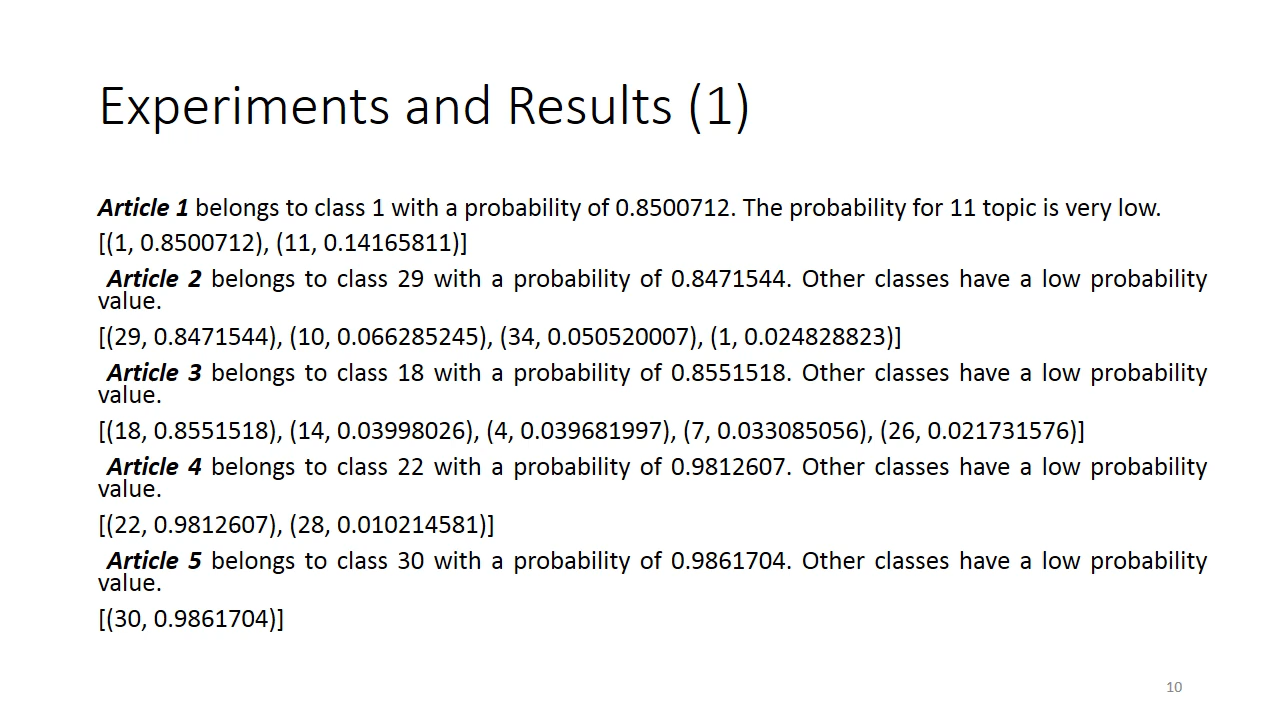 Experiments and Results (1)
Article 1 belongs to class 1 with a probability of 0.8500712. The probability for 11 topic is very low.
[(1, 0.8500712), (11, 0.14165811)]
Article 2 belongs to class 29 with a probability of 0.8471544. Other classes have a low probability
value.
[(29, 0.8471544), (10, 0.066285245), (34, 0.050520007), (1, 0.024828823)]
Article 3 belongs to class 18 with a probability of 0.8551518. Other classes have a low probability
value.
[(18, 0.8551518), (14, 0.03998026), (4, 0.039681997), (7, 0.033085056), (26, 0.021731576)]
Article 4 belongs to class 22 with a probability of 0.9812607. Other classes have a low probability
value.
[(22, 0.9812607), (28, 0.010214581)]
Article 5 belongs to class 30 with a probability of 0.9861704. Other classes have a low probability
value.
[(30, 0.9861704)]
10